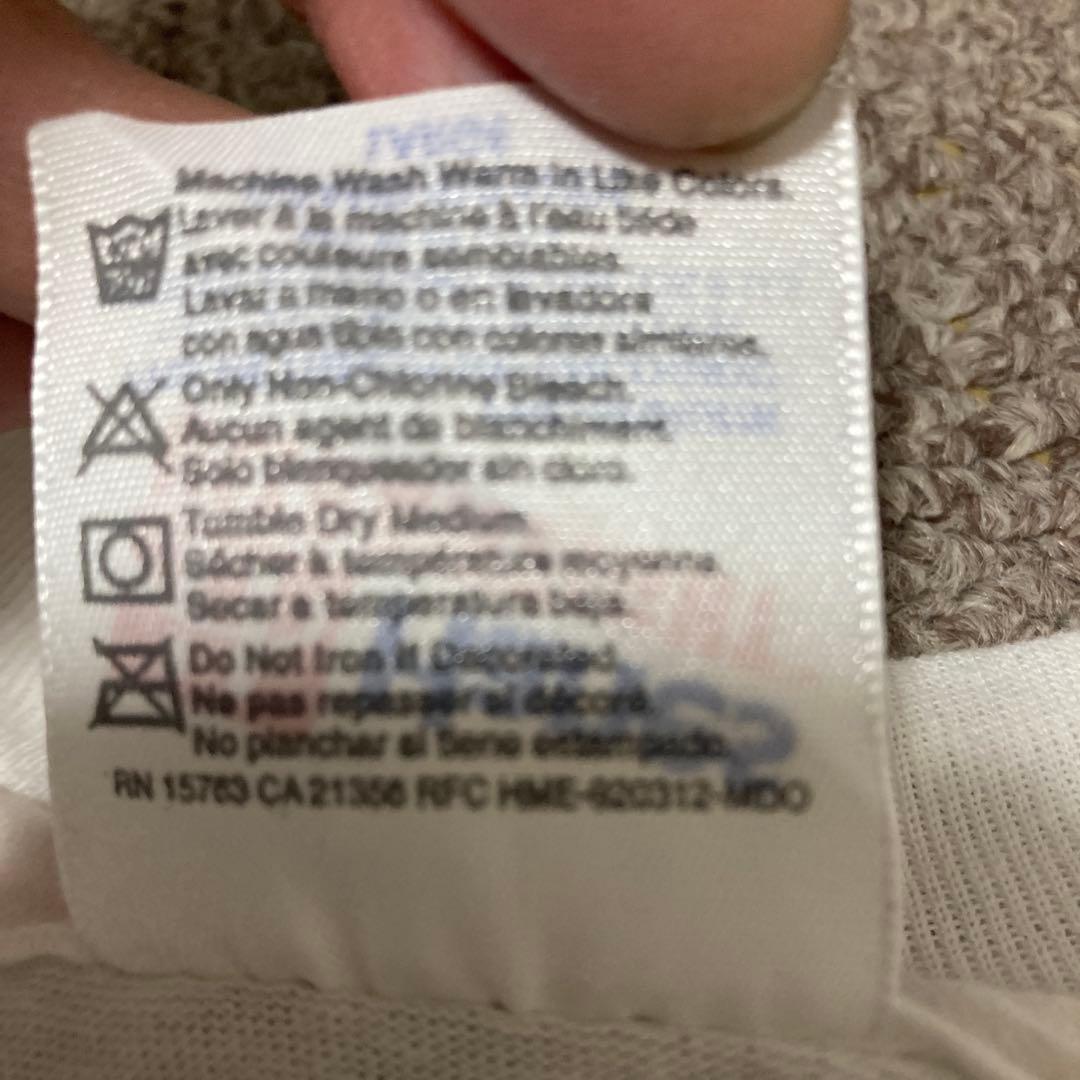 Machine Wash Warm in Like Colors.
Laver à la machine à l'eau tiède
avec couleurs semblables.
Lavar a mano o en lavadora
con agua tibia con colores similares.
Only Non-Chlorine Bleach.
Aucun agent de blanchiment.
Solo blanqueador sin cloro.
Tumble Dry Medium.
Sécher à température moyenne.
Secar a temperatura baja.
Do Not Iron If Decorated.
Ne pas repasser si décoré.
No planchar si tiene estampado.
RN 15763 CA 21356 RFC HME-920312-